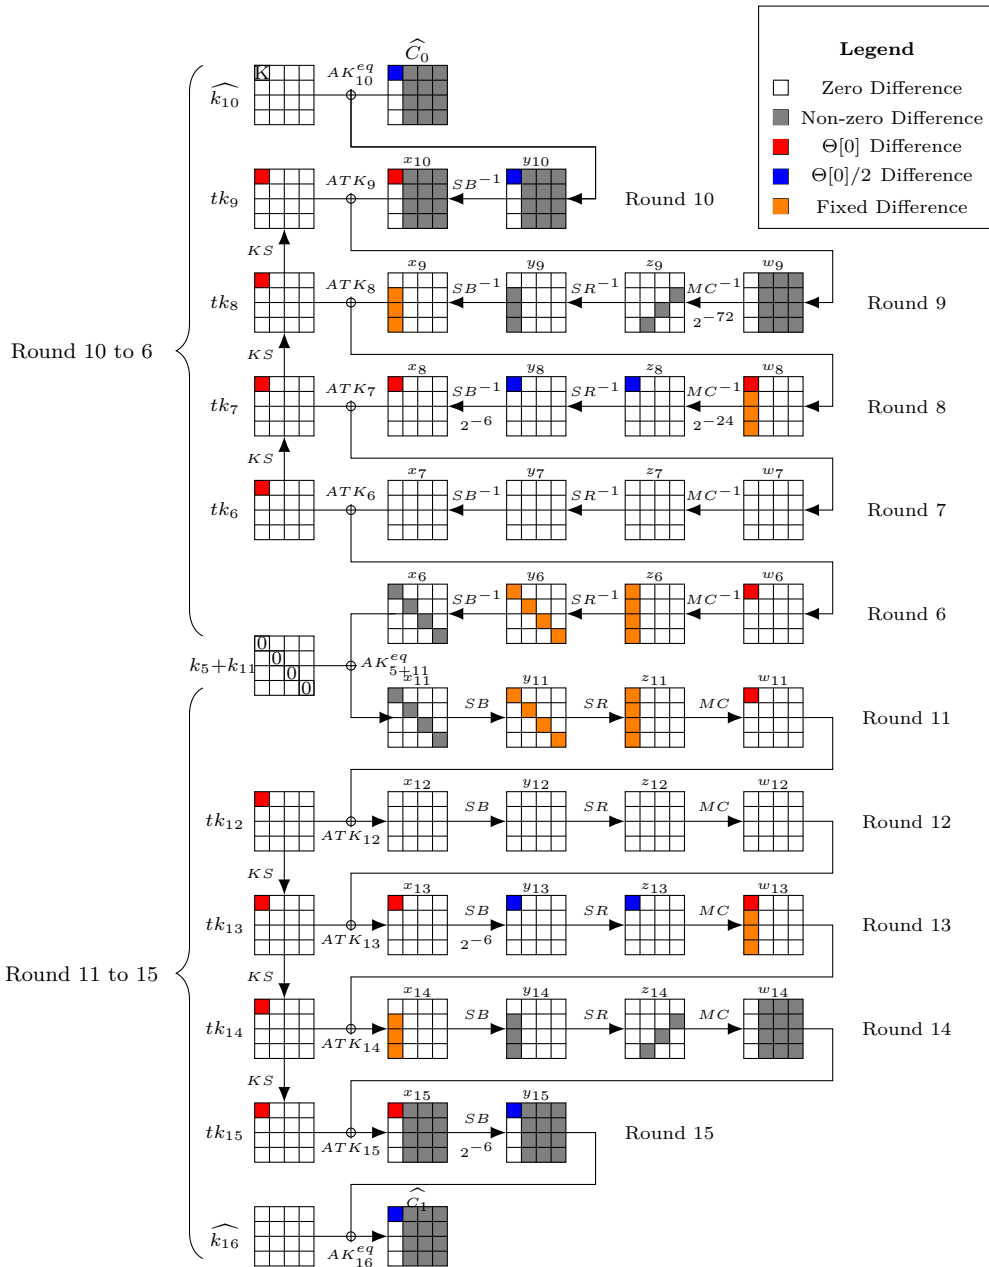 Legend
Zero Difference
Non-zero Difference
Θ[0] Difference
Θ[0]/2 Difference
Fixed Difference
Ĉ₀
K
k̂₁₀
AK₁₀^eq
x₁₀ y₁₀
tk₉ ATK₉ SB⁻¹ Round 10
KS
x₉ y₉ z₉ w₉
tk₈ ATK₈ SB⁻¹ SR⁻¹ MC⁻¹ Round 9
2⁻⁷²
Round 10 to 6
KS
x₈ y₈ z₈ w₈
tk₇ ATK₇ SB⁻¹ SR⁻¹ MC⁻¹ Round 8
2⁻⁶ 2⁻²⁴
KS
x₇ y₇ z₇ w₇
tk₆ ATK₆ SB⁻¹ SR⁻¹ MC⁻¹ Round 7
x₆ y₆ z₆ w₆
SB⁻¹ SR⁻¹ MC⁻¹ Round 6
0
0
0
0
k₅+k₁₁ AK₅₊₁₁^eq
x₁₁ y₁₁ z₁₁ w₁₁
SB SR MC Round 11
x₁₂ y₁₂ z₁₂ w₁₂
tk₁₂ ATK₁₂ SB SR MC Round 12
KS
x₁₃ y₁₃ z₁₃ w₁₃
tk₁₃ ATK₁₃ SB SR MC Round 13
2⁻⁶
Round 11 to 15
KS
x₁₄ y₁₄ z₁₄ w₁₄
tk₁₄ ATK₁₄ SB SR MC Round 14
KS
x₁₅ y₁₅
tk₁₅ ATK₁₅ SB Round 15
2⁻⁶
Ĉ₁
k̂₁₆ AK₁₆^eq